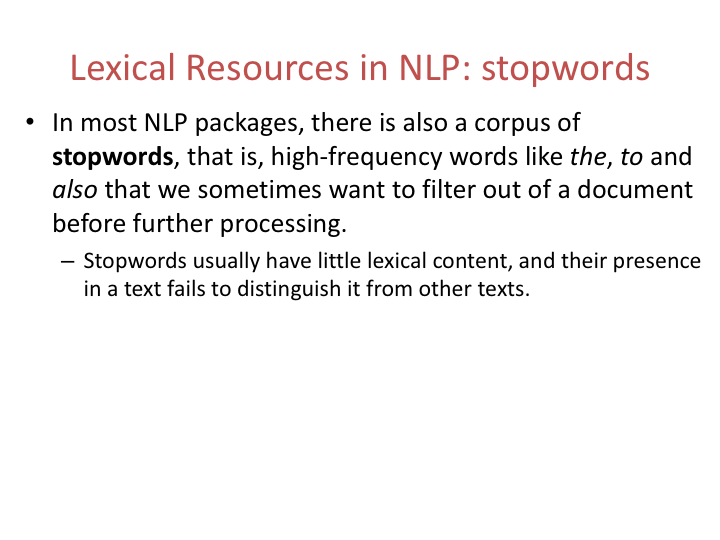 Lexical Resources in NLP: stopwords
• In most NLP packages, there is also a corpus of
stopwords, that is, high-frequency words like the, to and
also that we sometimes want to filter out of a document
before further processing.
– Stopwords usually have little lexical content, and their presence
in a text fails to distinguish it from other texts.